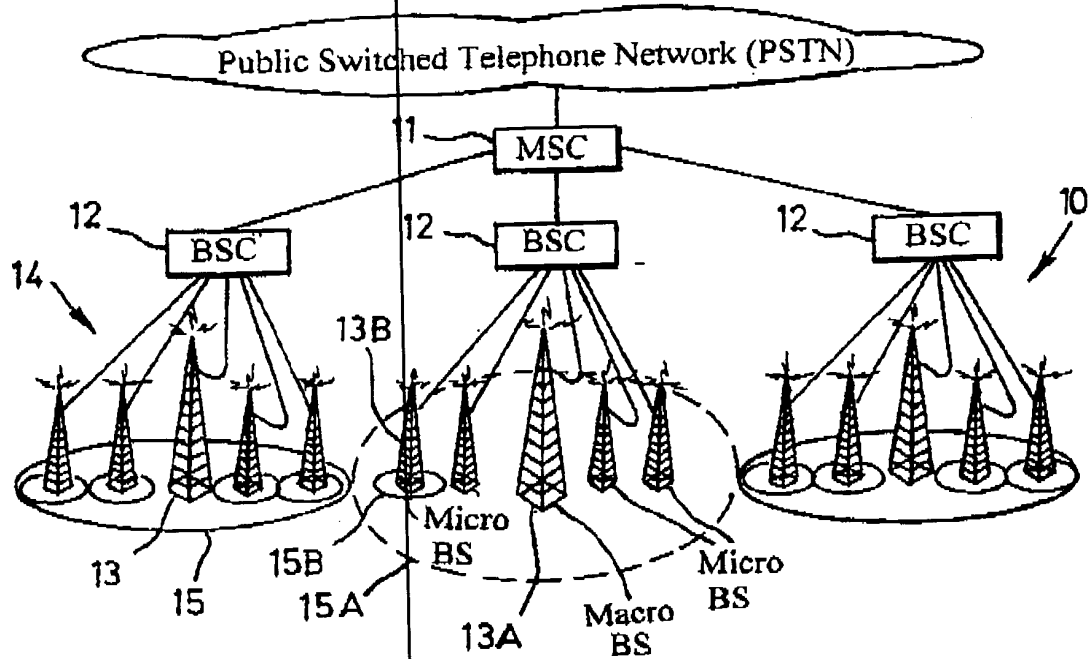 Public Switched Telephone Network (PSTN)
11
MSC
12
BSC
12
BSC
12
BSC
10
14
13B
13
15
15B
15A
Micro
BS
13A
Macro
BS
Micro
BS